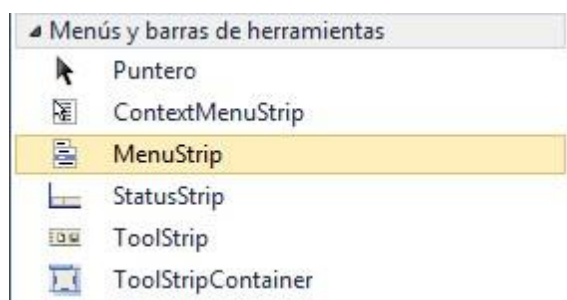 Menús y barras de herramientas
Puntero
ContextMenuStrip
MenuStrip
StatusStrip
ToolStrip
ToolStripContainer